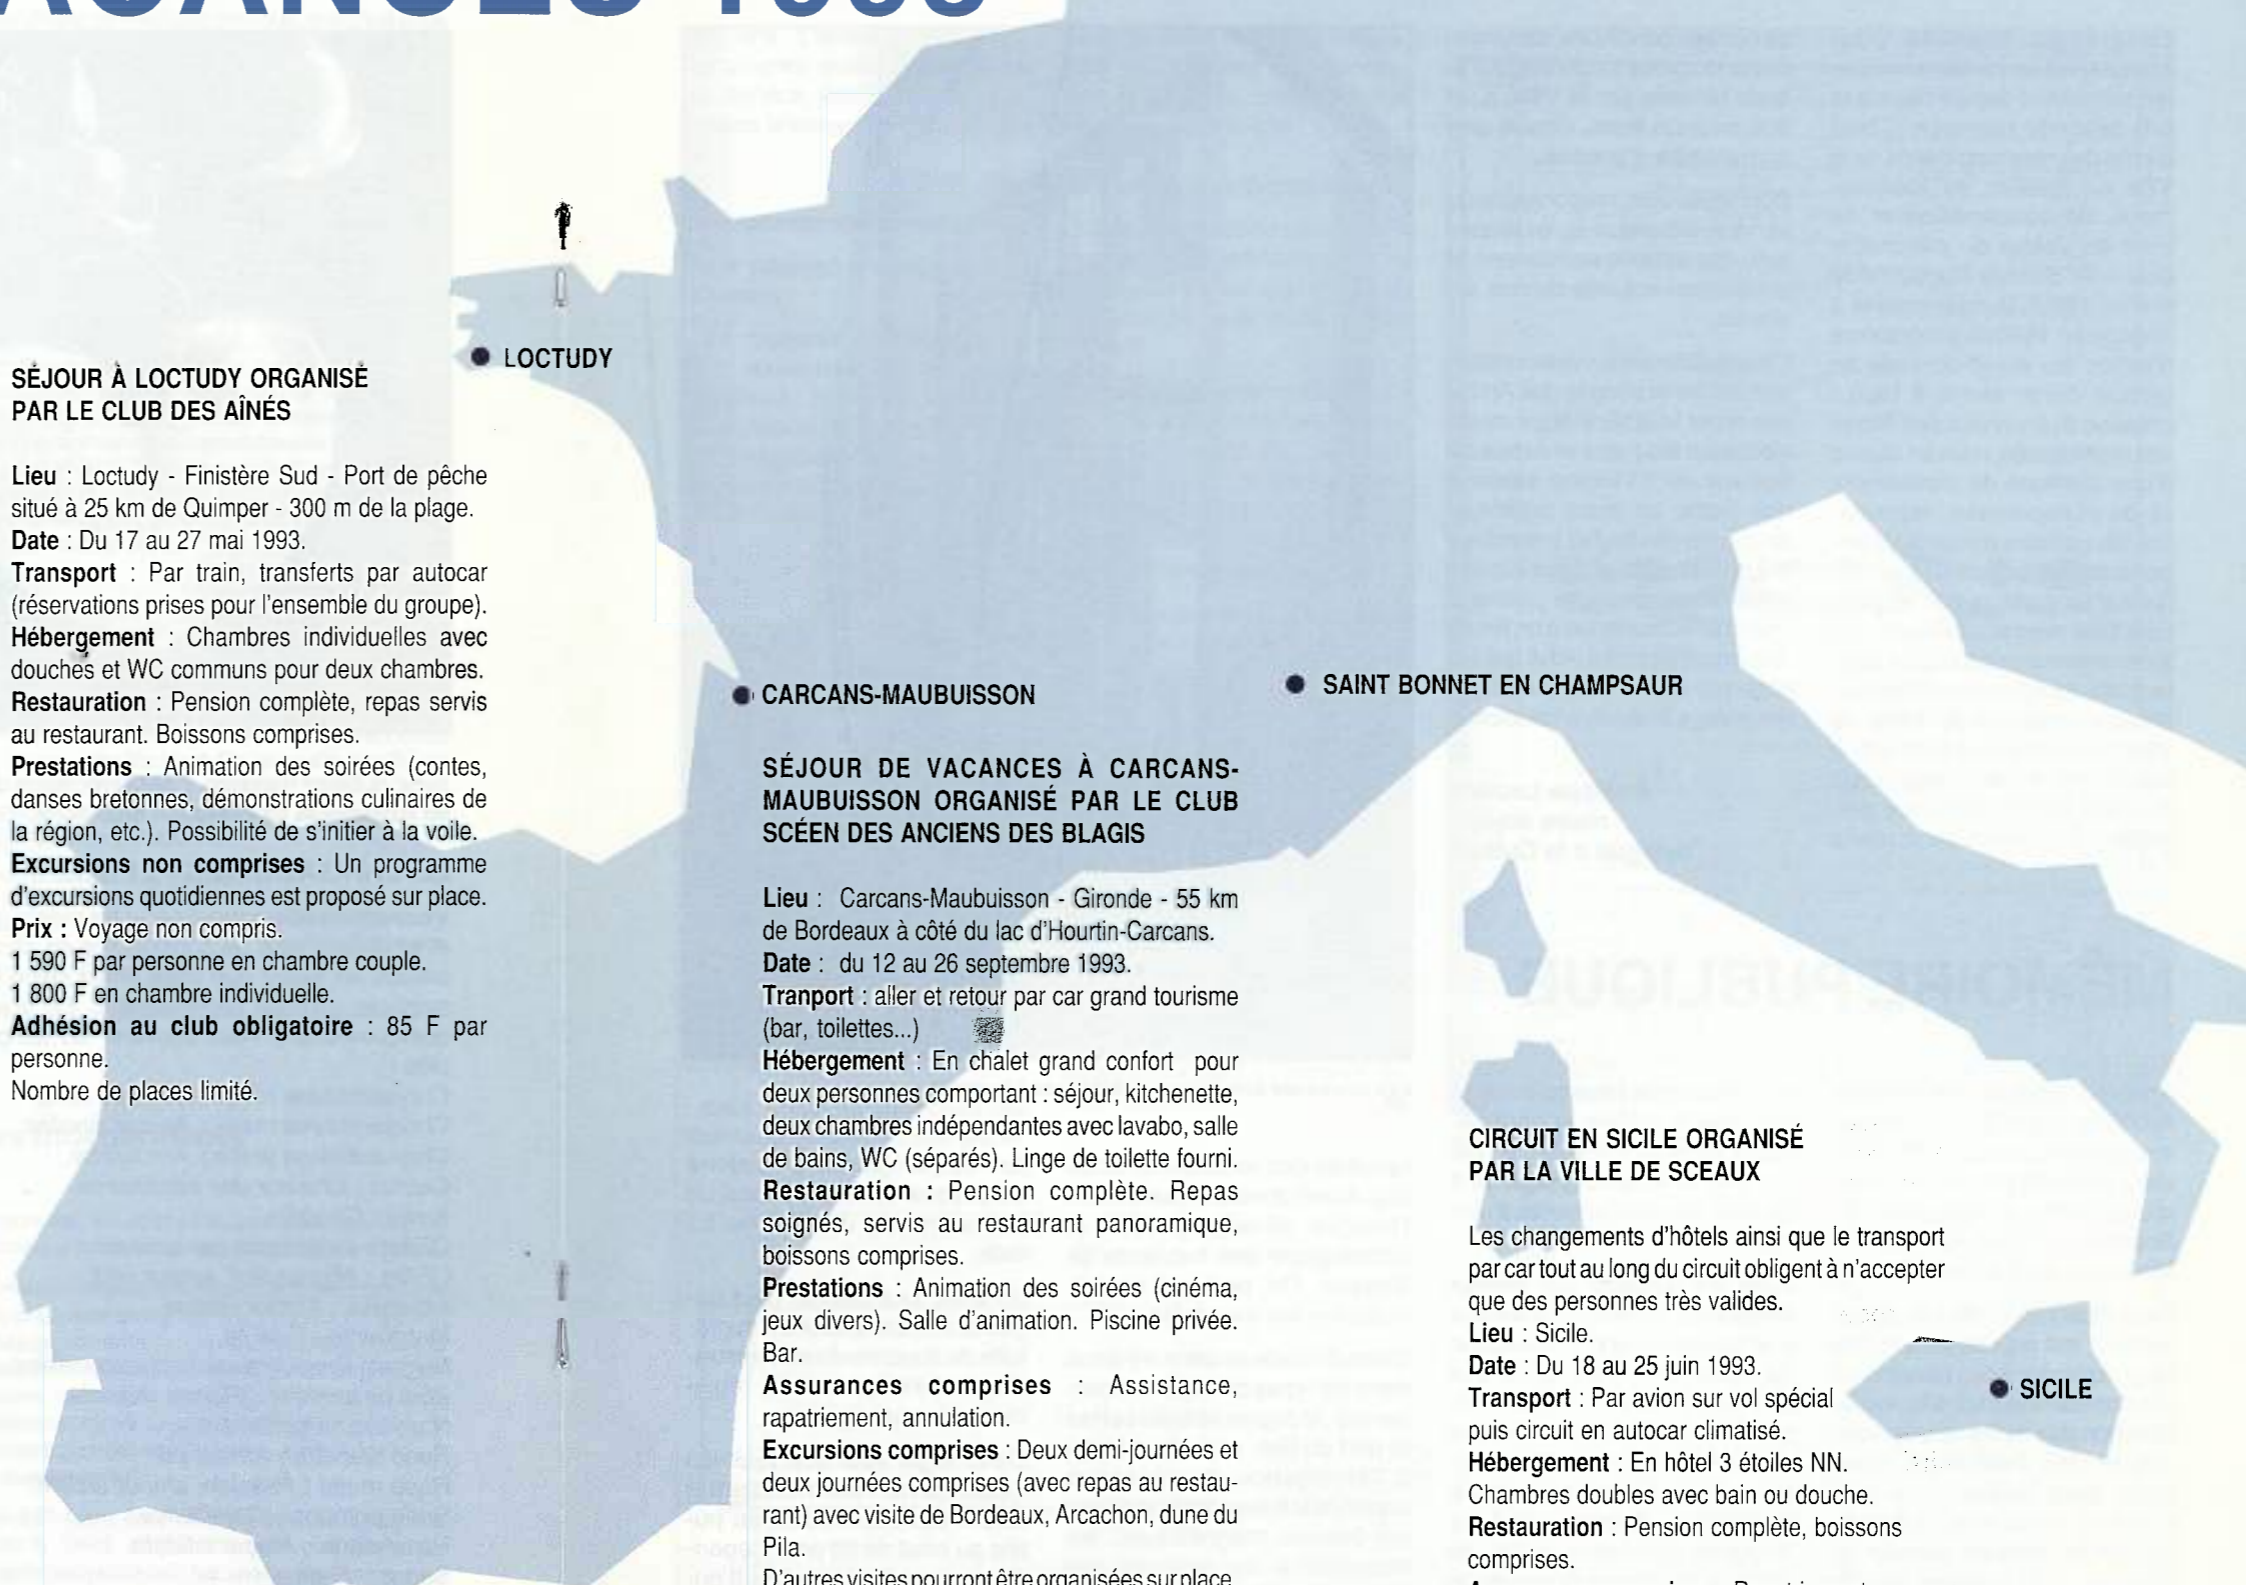 SÉJOUR À LOCTUDY ORGANISÉ
PAR LE CLUB DES AÎNÉS
Lieu : Loctudy - Finistère Sud - Port de pêche
situé à 25 km de Quimper - 300 m de la plage.
Date : Du 17 au 27 mai 1993.
Transport : Par train, transferts par autocar
(réservations prises pour l'ensemble du groupe).
Hébergement : Chambres individuelles avec
douches et WC communs pour deux chambres.
Restauration : Pension complète, repas servis
au restaurant. Boissons comprises.
Prestations : Animation des soirées (contes,
danses bretonnes, démonstrations culinaires de
la région, etc.). Possibilité de s'initier à la voile.
Excursions non comprises : Un programme
d'excursions quotidiennes est proposé sur place.
Prix : Voyage non compris.
1 590 F par personne en chambre couple.
1 800 F en chambre individuelle.
Adhésion au club obligatoire : 85 F par
personne.
Nombre de places limité.
LOCTUDY
CARCANS-MAUBUISSON
SÉJOUR DE VACANCES À CARCANS-
MAUBUISSON ORGANISÉ PAR LE CLUB
SCÉEN DES ANCIENS DES BLAGIS
Lieu : Carcans-Maubuisson - Gironde - 55 km
de Bordeaux à côté du lac d'Hourtin-Carcans.
Date : du 12 au 26 septembre 1993.
Tranport : aller et retour par car grand tourisme
(bar, toilettes...)
Hébergement : En chalet grand confort pour
deux personnes comportant : séjour, kitchenette,
deux chambres indépendantes avec lavabo, salle
de bains, WC (séparés). Linge de toilette fourni.
Restauration : Pension complète. Repas
soignés, servis au restaurant panoramique,
boissons comprises.
Prestations : Animation des soirées (cinéma,
jeux divers). Salle d'animation. Piscine privée.
Bar.
Assurances comprises : Assistance,
rapatriement, annulation.
Excursions comprises : Deux demi-journées et
deux journées comprises (avec repas au restau-
rant) avec visite de Bordeaux, Arcachon, dune du
Pila.
D'autres visites pourront être organisées sur place.
SAINT BONNET EN CHAMPSAUR
CIRCUIT EN SICILE ORGANISÉ
PAR LA VILLE DE SCEAUX
Les changements d'hôtels ainsi que le transport
par car tout au long du circuit obligent à n'accepter
que des personnes très valides.
Lieu : Sicile.
Date : Du 18 au 25 juin 1993.
Transport : Par avion sur vol spécial
puis circuit en autocar climatisé.
Hébergement : En hôtel 3 étoiles NN.
Chambres doubles avec bain ou douche.
Restauration : Pension complète, boissons
comprises.
SICILE